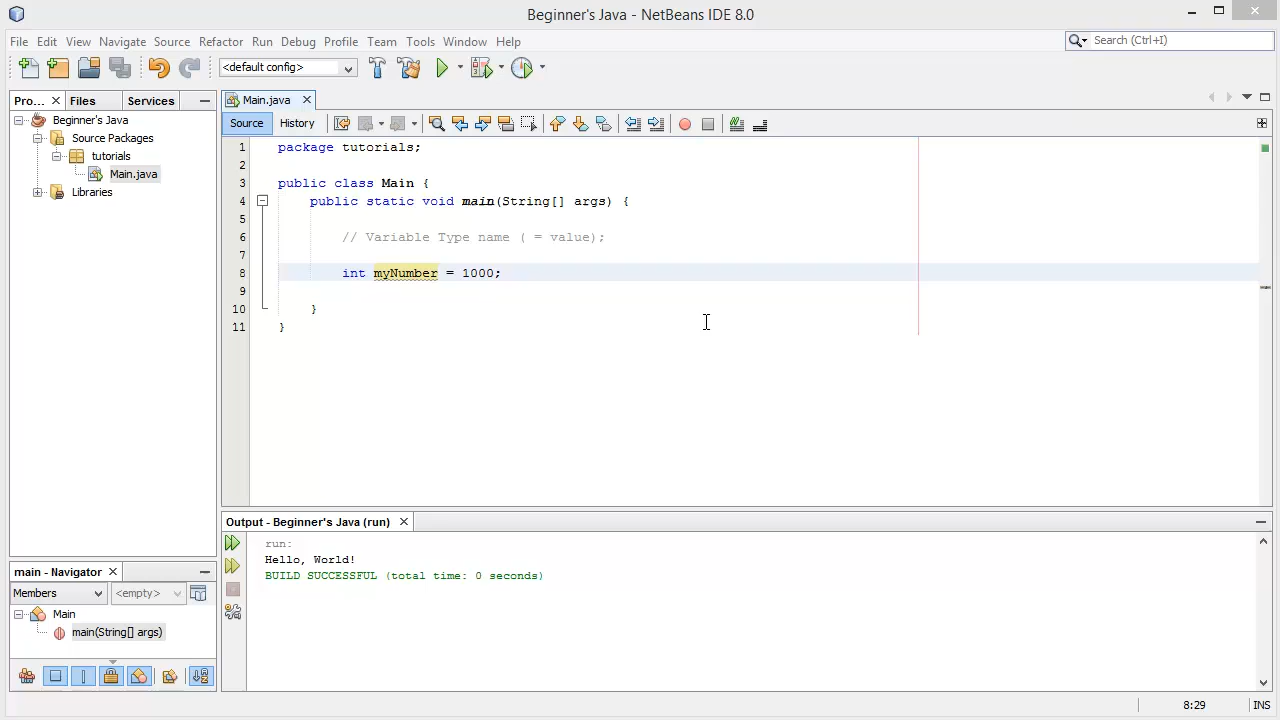 Beginner's Java - NetBeans IDE 8.0
File Edit View Navigate Source Refactor Run Debug Profile Team Tools Window Help
Search (Ctrl+I)
<default config>
Pro... Files Services
Main.java
Beginner's Java
Source Packages
tutorials
Main.java
Libraries
Source History
1 package tutorials;
2
3 public class Main {
4 public static void main(String[] args) {
5
6 // Variable Type name ( = value);
7
8 int myNumber = 1000;
9
10 }
11 }
Output - Beginner's Java (run)
run:
Hello, World!
BUILD SUCCESSFUL (total time: 0 seconds)
main - Navigator
Members <empty>
Main
main(String[] args)
8:29 INS